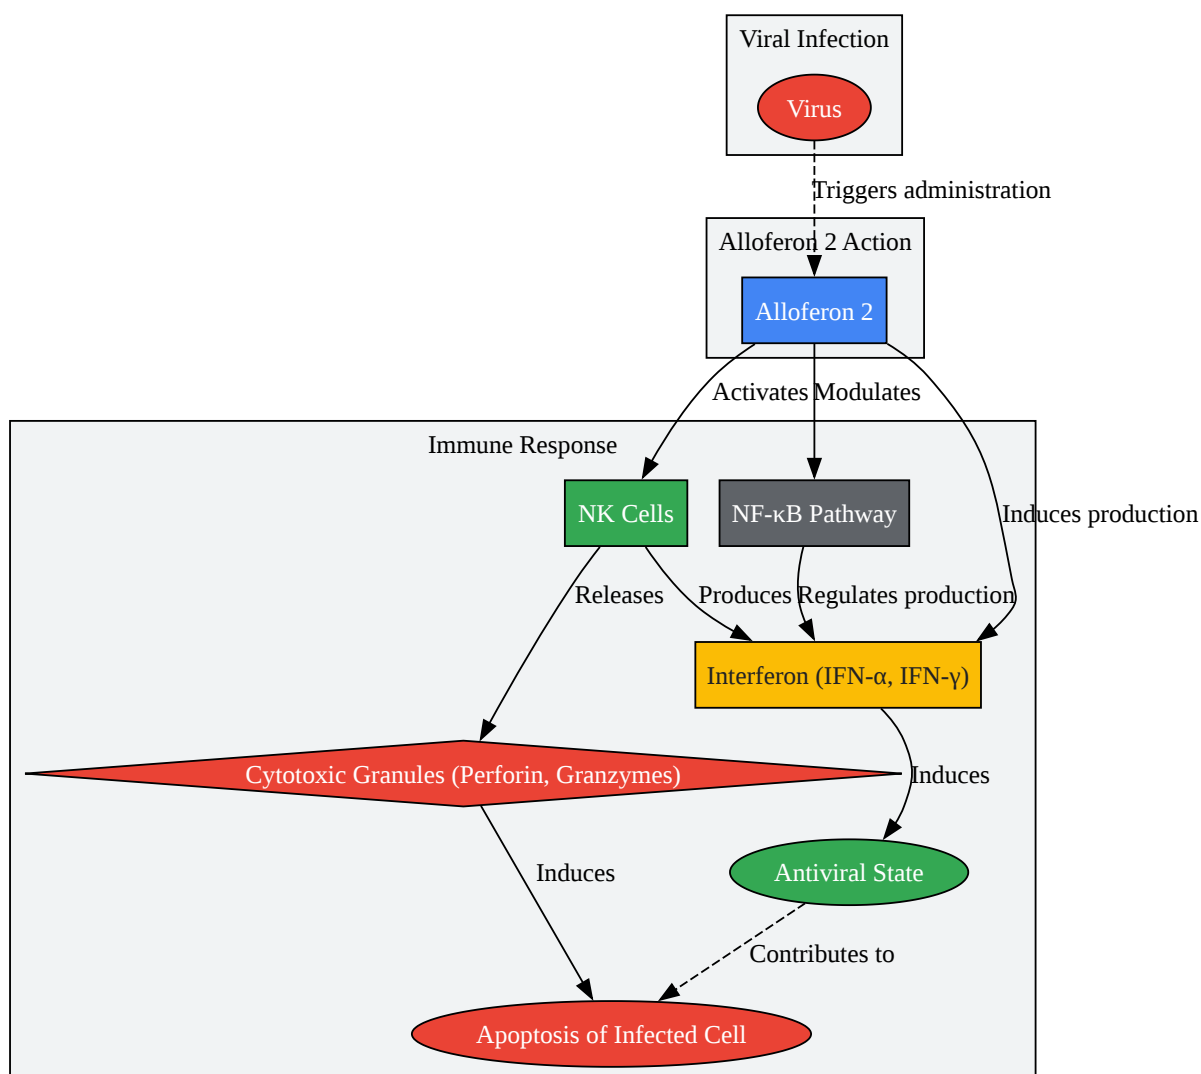 Viral Infection
Virus
Triggers administration
Alloferon 2 Action
Alloferon 2
Activates
Modulates
Immune Response
NK Cells
NF-κB Pathway
Induces production
Releases
Produces
Regulates production
Interferon (IFN-α, IFN-γ)
Cytotoxic Granules (Perforin, Granzymes)
Induces
Induces
Antiviral State
Contributes to
Apoptosis of Infected Cell